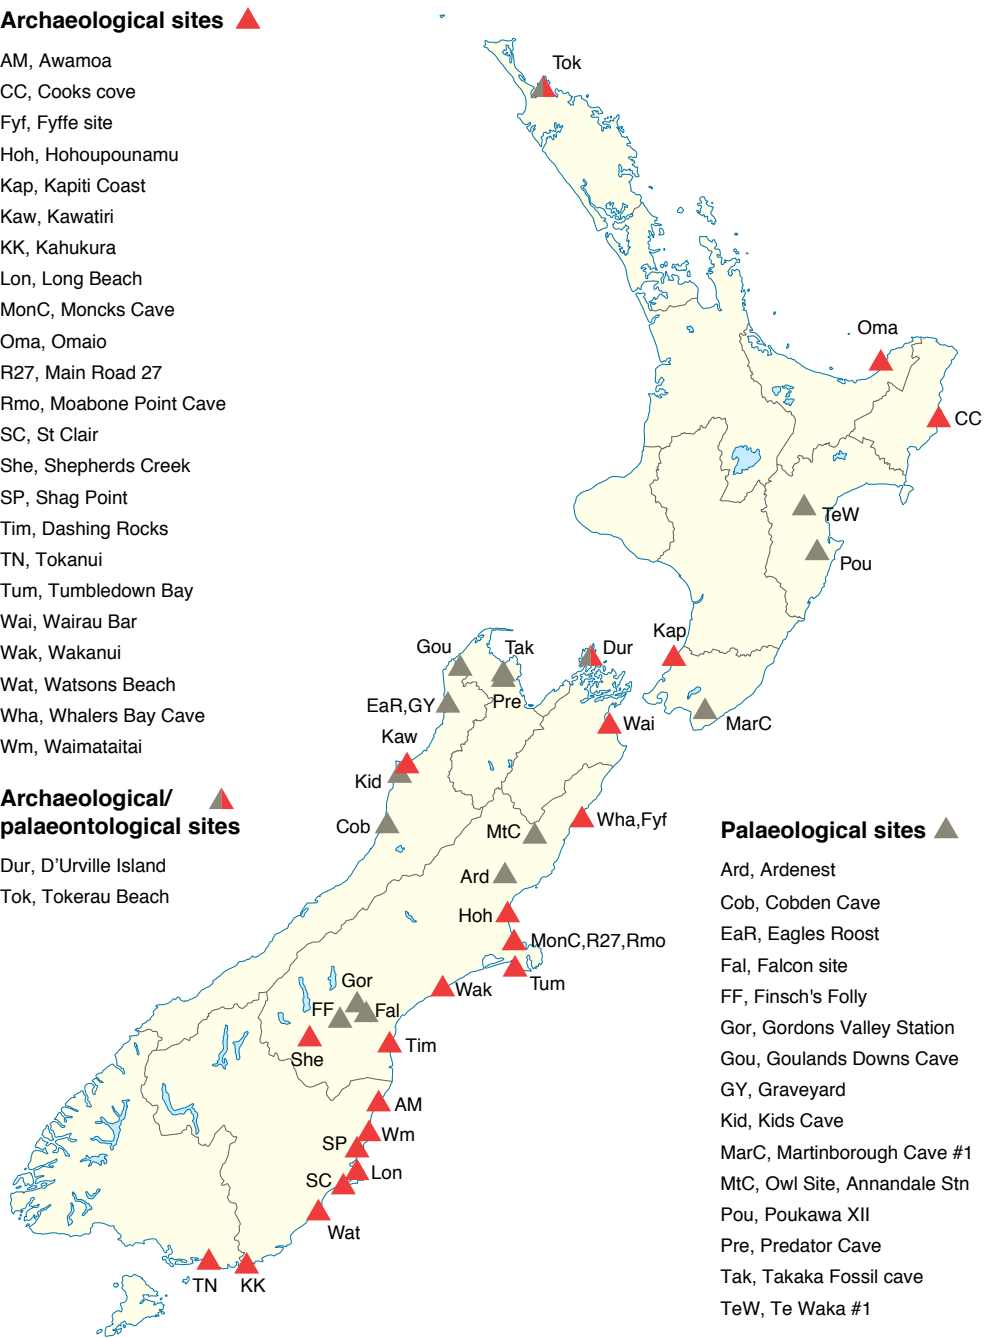 Archaeological sites
AM, Awamoa
CC, Cooks cove
Fyf, Fyffe site
Hoh, Hohoupounamu
Kap, Kapiti Coast
Kaw, Kawatiri
KK, Kahukura
Lon, Long Beach
MonC, Moncks Cave
Oma, Omaio
R27, Main Road 27
Rmo, Moabone Point Cave
SC, St Clair
She, Shepherds Creek
SP, Shag Point
Tim, Dashing Rocks
TN, Tokanui
Tum, Tumbledown Bay
Wai, Wairau Bar
Wak, Wakanui
Wat, Watsons Beach
Wha, Whalers Bay Cave
Wm, Waimataitai
Archaeological/
palaeontological sites
Dur, D'Urville Island
Tok, Tokerau Beach
Tok
Oma
CC
TeW
Pou
Kap
MarC
Gou
Tak
Dur
Pre
EaR,GY
Wai
Kaw
Kid
Cob
MtC
Wha,Fyf
Ard
Hoh
MonC,R27,Rmo
Tum
Wak
Gor
FF
Fal
She
Tim
AM
Wm
SP
Lon
SC
Wat
TN
KK
Palaeological sites
Ard, Ardenest
Cob, Cobden Cave
EaR, Eagles Roost
Fal, Falcon site
FF, Finsch's Folly
Gor, Gordons Valley Station
Gou, Goulands Downs Cave
GY, Graveyard
Kid, Kids Cave
MarC, Martinborough Cave #1
MtC, Owl Site, Annandale Stn
Pou, Poukawa XII
Pre, Predator Cave
Tak, Takaka Fossil cave
TeW, Te Waka #1